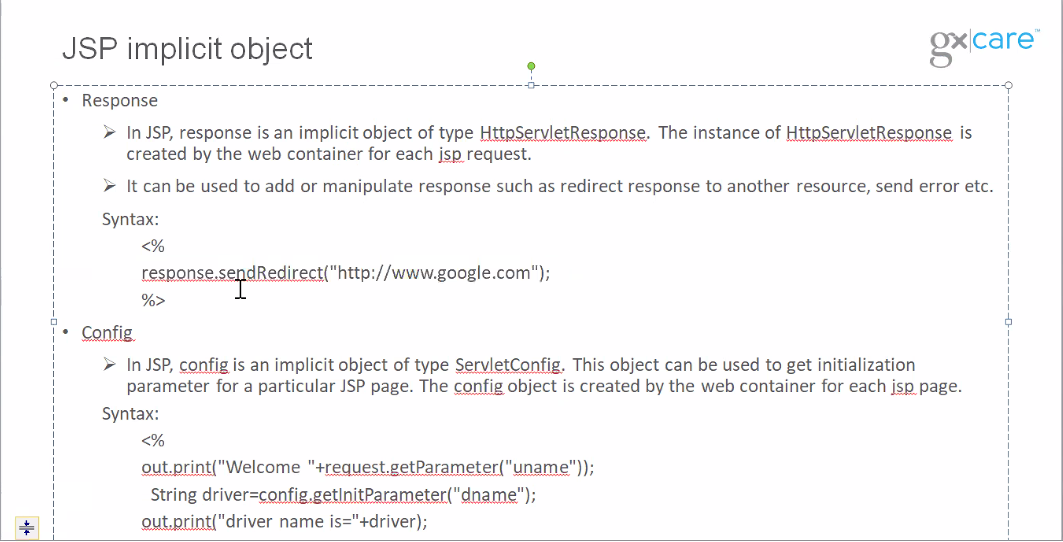 JSP implicit object
gxcare™
• Response
➢ In JSP, response is an implicit object of type HttpServletResponse. The instance of HttpServletResponse is
created by the web container for each jsp request.
➢ It can be used to add or manipulate response such as redirect response to another resource, send error etc.
Syntax:
<%
response.sendRedirect("http://www.google.com");
%>
• Config
➢ In JSP, config is an implicit object of type ServletConfig. This object can be used to get initialization
parameter for a particular JSP page. The config object is created by the web container for each jsp page.
Syntax:
<%
out.print("Welcome "+request.getParameter("uname"));
String driver=config.getInitParameter("dname");
out.print("driver name is="+driver);